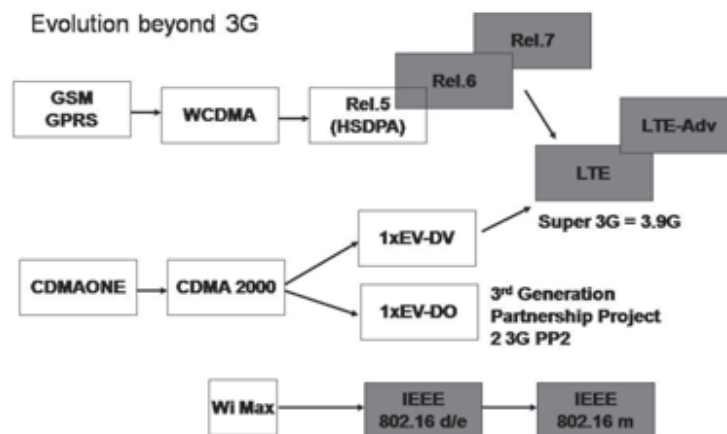 Evolution beyond 3G
Rel.7
Rel.6
GSM
GPRS
WCDMA
Rel.5
(HSDPA)
LTE-Adv
LTE
Super 3G = 3.9G
1xEV-DV
CDMAONE
CDMA 2000
1xEV-DO
3rd Generation
Partnership Project
2 3G PP2
Wi Max
IEEE
802.16 d/e
IEEE
802.16 m